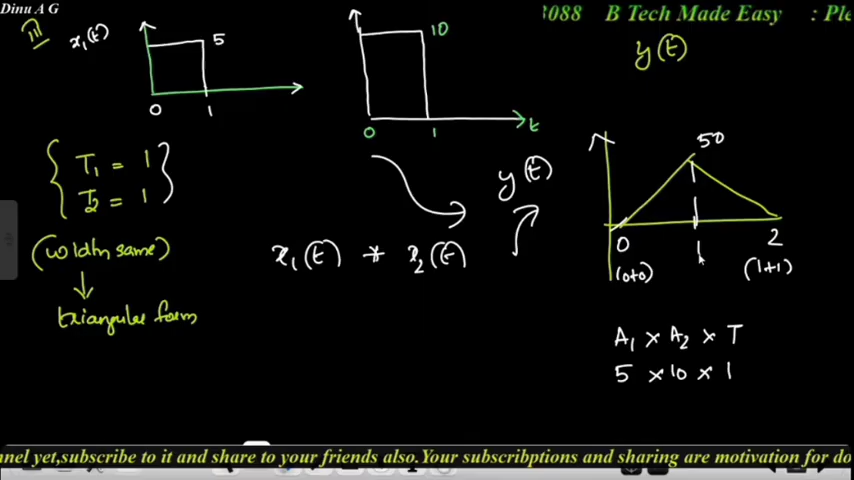 Dinu A G
3088 B Tech Made Easy : Ple
III
x₁(t)
5
0 1
10
0 1 t
y(t)
{ T₁ = 1 }
{ T₂ = 1 }
(width same)
↓
triangular form
x₁(t) * x₂(t)
y(t)
50
0 1 2
(0+0) (1+1)
A₁ × A₂ × T
5 × 10 × 1
nnel yet,subscribe to it and share to your friends also.Your subscribptions and sharing are motivation for do